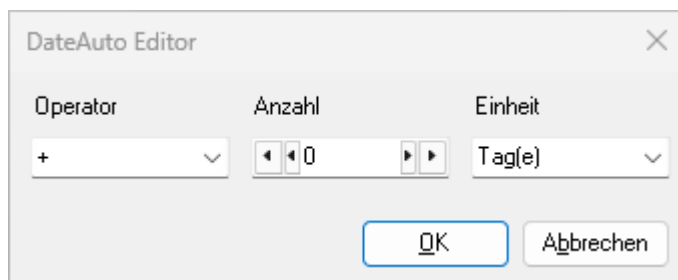 DateAuto Editor
Operator Anzahl Einheit
+ 0 Tag(e)
OK Abbrechen